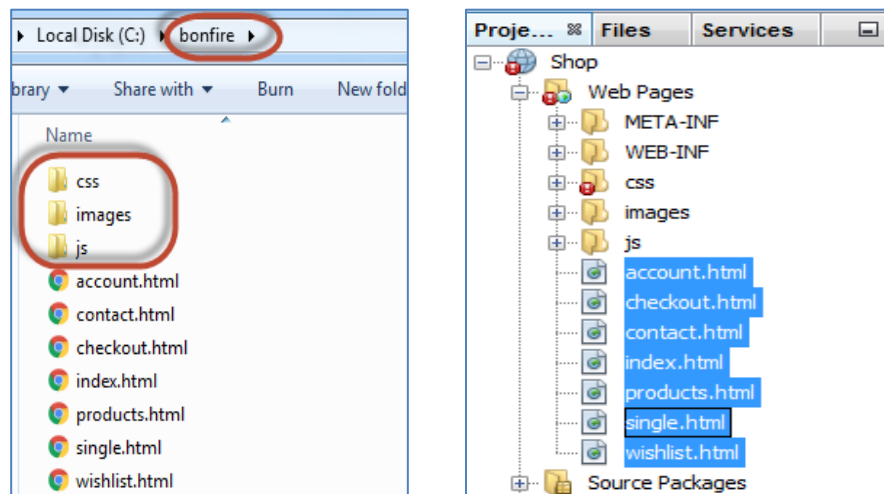 Local Disk (C:) bonfire
brary Share with Burn New fold
Name
css
images
js
account.html
contact.html
checkout.html
index.html
products.html
single.html
wishlist.html
Proje... Files Services
Shop
Web Pages
META-INF
WEB-INF
css
images
js
account.html
checkout.html
contact.html
index.html
products.html
single.html
wishlist.html
Source Packages